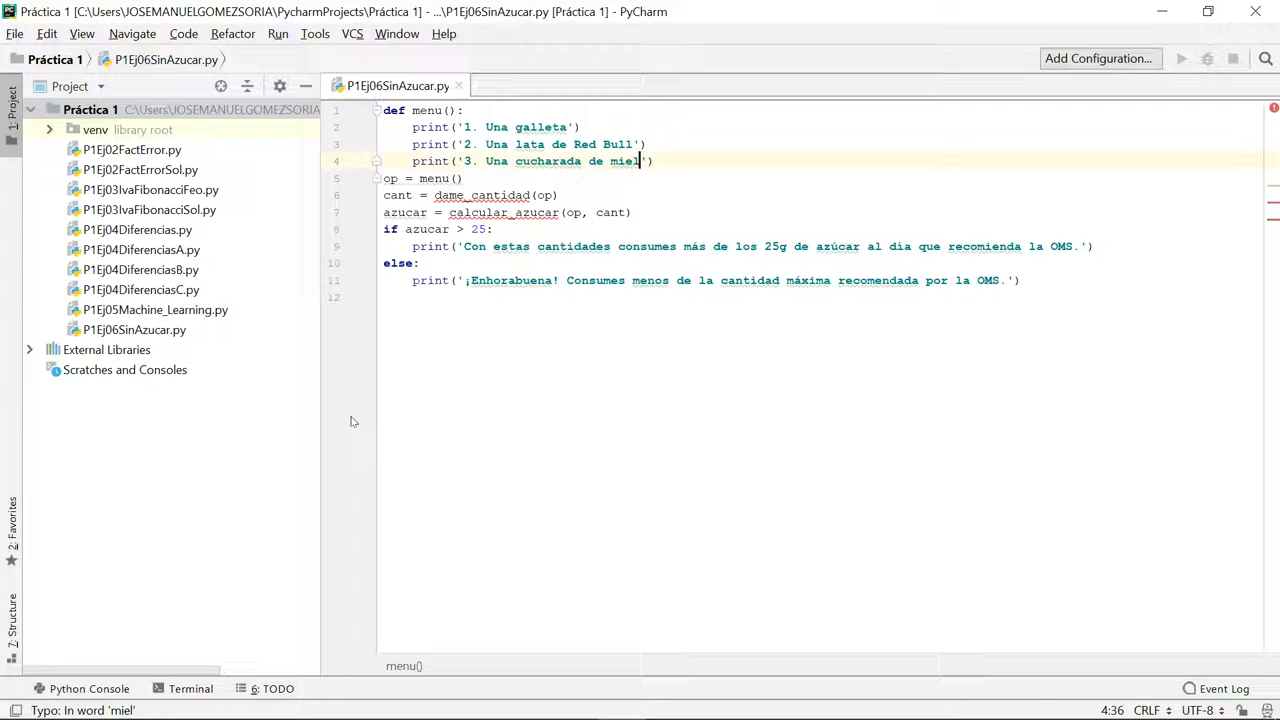 Práctica 1 [C:\Users\JOSEMANUELGOMEZSORIA\PycharmProjects\Práctica 1] - ...\P1Ej06SinAzucar.py [Práctica 1] - PyCharm
File Edit View Navigate Code Refactor Run Tools VCS Window Help
Práctica 1 P1Ej06SinAzucar.py Add Configuration...
1: Project
Project
P1Ej06SinAzucar.py
Práctica 1 C:\Users\JOSEMANUELGOMEZSORIA
venv library root
P1Ej02FactError.py
P1Ej02FactErrorSol.py
P1Ej03IvaFibonacciFeo.py
P1Ej03IvaFibonacciSol.py
P1Ej04Diferencias.py
P1Ej04DiferenciasA.py
P1Ej04DiferenciasB.py
P1Ej04DiferenciasC.py
P1Ej05Machine_Learning.py
P1Ej06SinAzucar.py
External Libraries
Scratches and Consoles
1 def menu():
2 print('1. Una galleta')
3 print('2. Una lata de Red Bull')
4 print('3. Una cucharada de miel')
5 op = menu()
6 cant = dame_cantidad(op)
7 azucar = calcular_azucar(op, cant)
8 if azucar > 25:
9 print('Con estas cantidades consumes más de los 25g de azúcar al día que recomienda la OMS.')
10 else:
11 print('¡Enhorabuena! Consumes menos de la cantidad máxima recomendada por la OMS.')
12
2: Favorites
7: Structure
menu()
Python Console Terminal 6: TODO Event Log
Typo: In word 'miel' 4:36 CRLF UTF-8